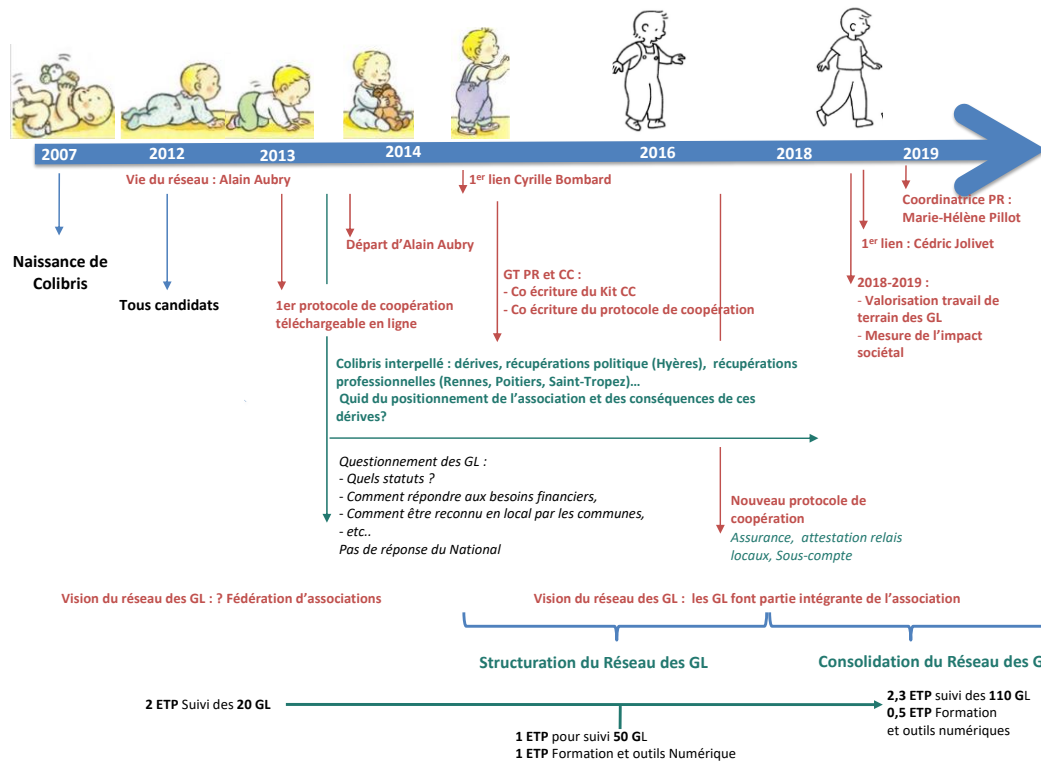 2007
2012
2013
2014
2016
2018
2019
Vie du réseau : Alain Aubry
1er lien Cyrille Bombard
Coordinatrice PR :
Marie-Hélène Pillot
Départ d'Alain Aubry
1er lien : Cédric Jolivet
Naissance de
Colibris
Tous candidats
1er protocole de coopération
téléchargeable en ligne
GT PR et CC :
- Co écriture du Kit CC
- Co écriture du protocole de coopération
2018-2019 :
- Valorisation travail de
terrain des GL
- Mesure de l'impact
sociétal
Colibris interpellé : dérives, récupérations politique (Hyères), récupérations
professionnelles (Rennes, Poitiers, Saint-Tropez)…
Quid du positionnement de l'association et des conséquences de ces
dérives?
Questionnement des GL :
- Quels statuts ?
- Comment répondre aux besoins financiers,
- Comment être reconnu en local par les communes,
- etc..
Pas de réponse du National
Nouveau protocole de
coopération
Assurance, attestation relais
locaux, Sous-compte
Vision du réseau des GL : ? Fédération d'associations
Vision du réseau des GL : les GL font partie intégrante de l'association
Structuration du Réseau des GL
Consolidation du Réseau des G
2 ETP Suivi des 20 GL
2,3 ETP suivi des 110 GL
0,5 ETP Formation
et outils numériques
1 ETP pour suivi 50 GL
1 ETP Formation et outils Numérique